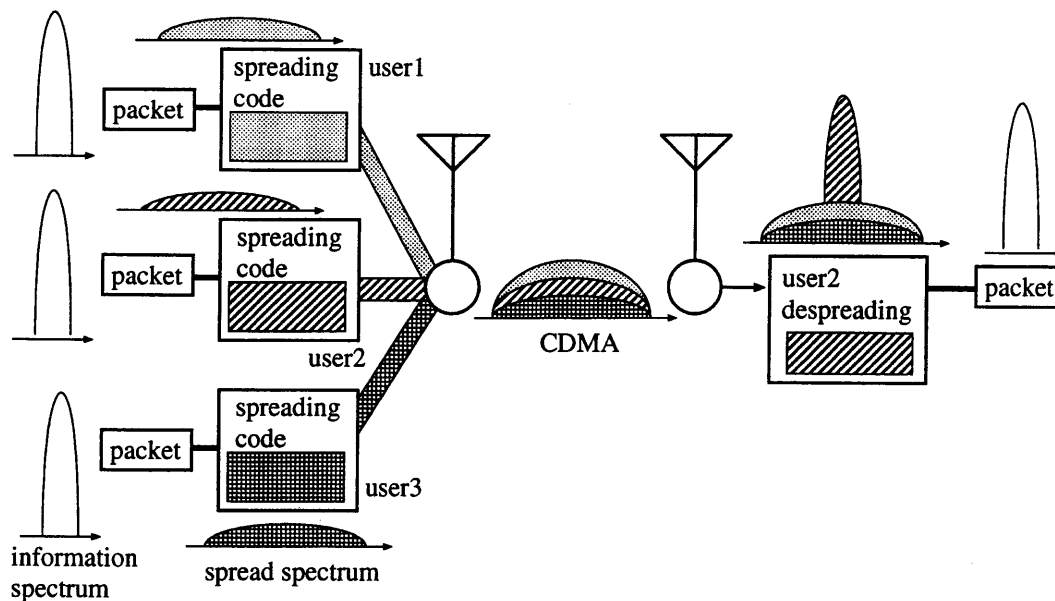 spreading
code
user1
packet
spreading
code
packet
user2
CDMA
user2
despreading
packet
spreading
code
packet
user3
information
spectrum
spread spectrum